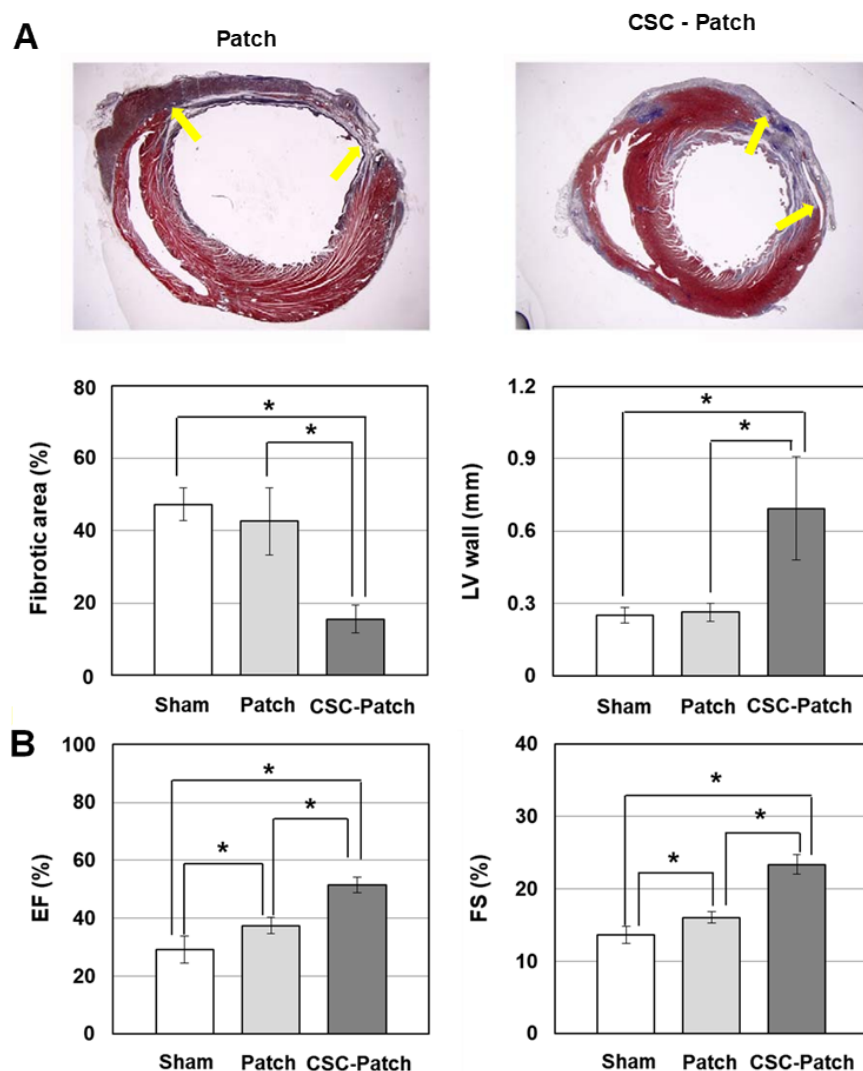 A
Patch
CSC - Patch
80
60
40
20
0
Fibrotic area (%)
*
*
Sham Patch CSC-Patch
1.2
0.9
0.6
0.3
0
LV wall (mm)
*
*
Sham Patch CSC-Patch
B
100
80
60
40
20
0
EF (%)
*
*
*
Sham Patch CSC-Patch
40
30
20
10
0
FS (%)
*
*
*
Sham Patch CSC-Patch